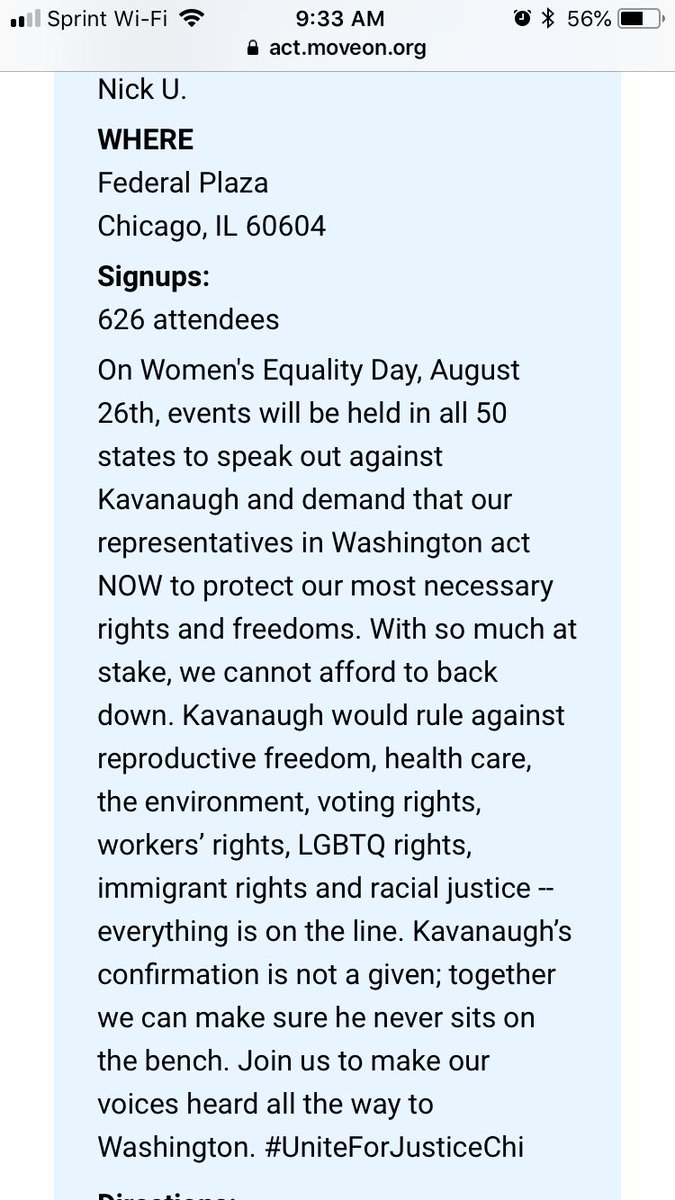 Sprint Wi-Fi 9:33 AM 56%
act.moveon.org
Nick U.
WHERE
Federal Plaza
Chicago, IL 60604
Signups:
626 attendees
On Women's Equality Day, August
26th, events will be held in all 50
states to speak out against
Kavanaugh and demand that our
representatives in Washington act
NOW to protect our most necessary
rights and freedoms. With so much at
stake, we cannot afford to back
down. Kavanaugh would rule against
reproductive freedom, health care,
the environment, voting rights,
workers’ rights, LGBTQ rights,
immigrant rights and racial justice --
everything is on the line. Kavanaugh’s
confirmation is not a given; together
we can make sure he never sits on
the bench. Join us to make our
voices heard all the way to
Washington. #UniteForJusticeChi
Directions: